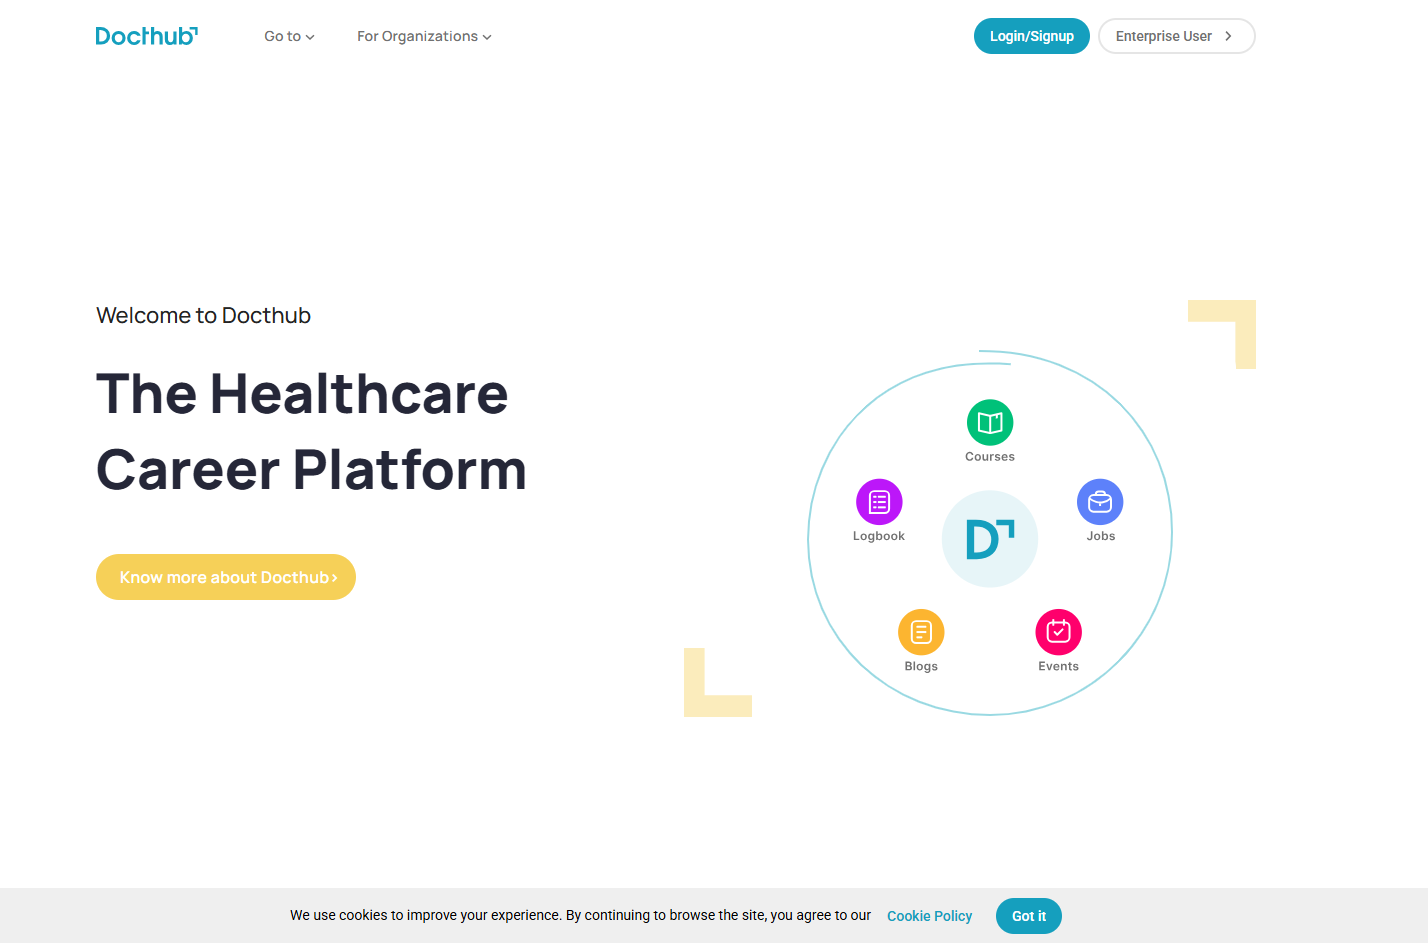 Docthub
Go to
For Organizations
Login/Signup
Enterprise User
Welcome to Docthub
The Healthcare
Career Platform
Know more about Docthub
Courses
Logbook
Jobs
D
Blogs
Events
We use cookies to improve your experience. By continuing to browse the site, you agree to our Cookie Policy
Got it